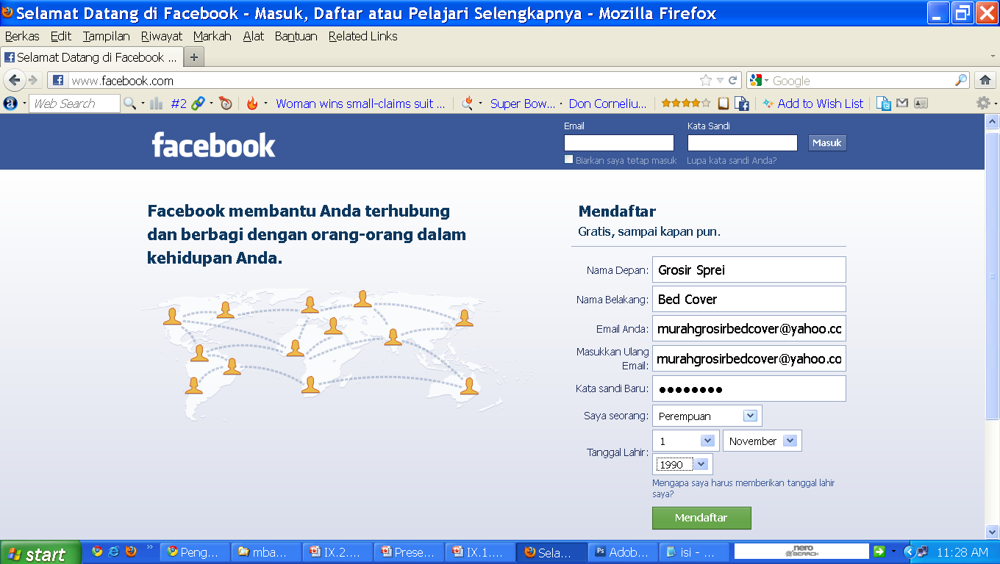 Selamat Datang di Facebook - Masuk, Daftar atau Pelajari Selengkapnya - Mozilla Firefox
Berkas Edit Tampilan Riwayat Markah Alat Bantuan Related Links
Selamat Datang di Facebook ...
www.facebook.com Google
Web Search #2 Woman wins small-claims suit ... Super Bow... · Don Corneliu... Add to Wish List
facebook
Email Kata Sandi
Masuk
Biarkan saya tetap masuk Lupa kata sandi Anda?
Facebook membantu Anda terhubung
dan berbagi dengan orang-orang dalam
kehidupan Anda.
Mendaftar
Gratis, sampai kapan pun.
Nama Depan: Grosir Sprei
Nama Belakang: Bed Cover
Email Anda: murahgrosirbedcover@yahoo.co
Masukkan Ulang
Email: murahgrosirbedcover@yahoo.co
Kata sandi Baru: ●●●●●●●●
Saya seorang: Perempuan
Tanggal Lahir: 1 November
1990
Mengapa saya harus memberikan tanggal lahir
saya?
Mendaftar
start » Peng... mba... IX.2.... Prese... IX.1.... Sela... Adob... isi - ... nero SEARCH 11:28 AM